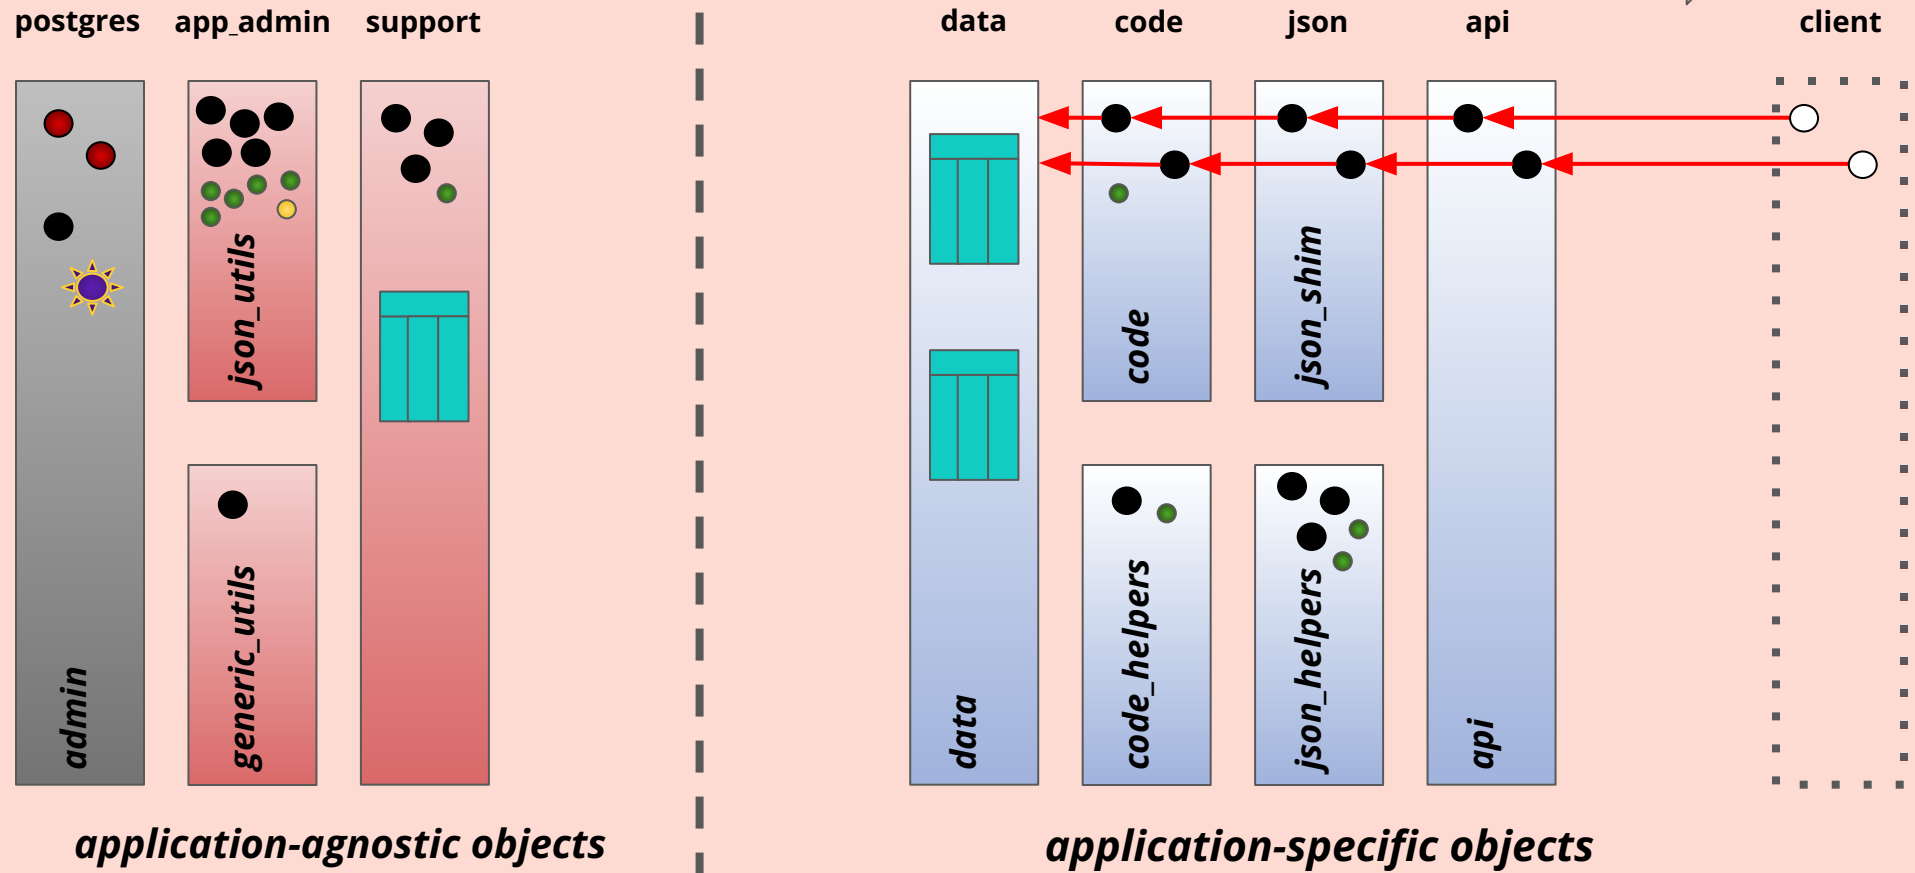 postgres app_admin support data code json api client
json_utils
code
json_shim
admin
generic_utils
data
code_helpers
json_helpers
api
application-agnostic objects
application-specific objects